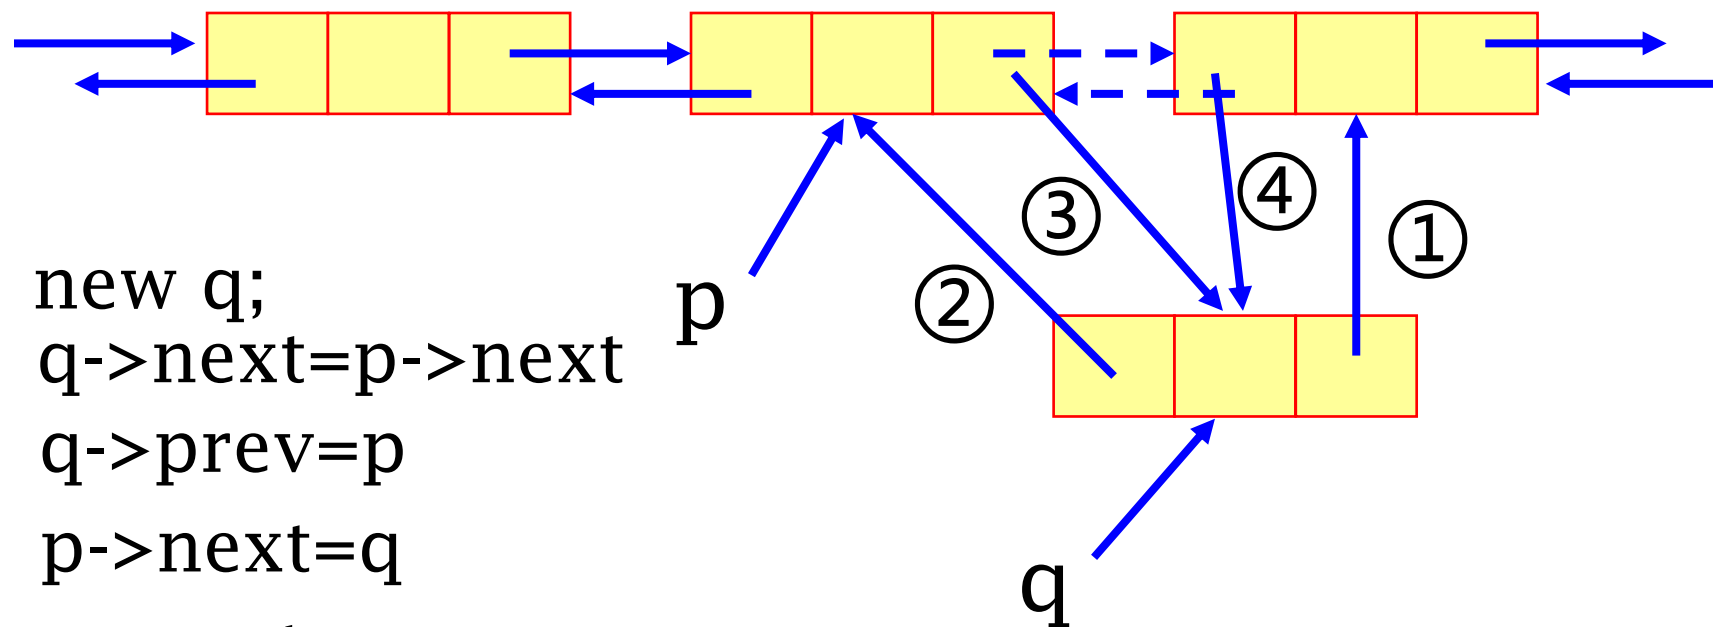 new q;
q->next=p->next
q->prev=p
p->next=q
p
q
②
③
④
①